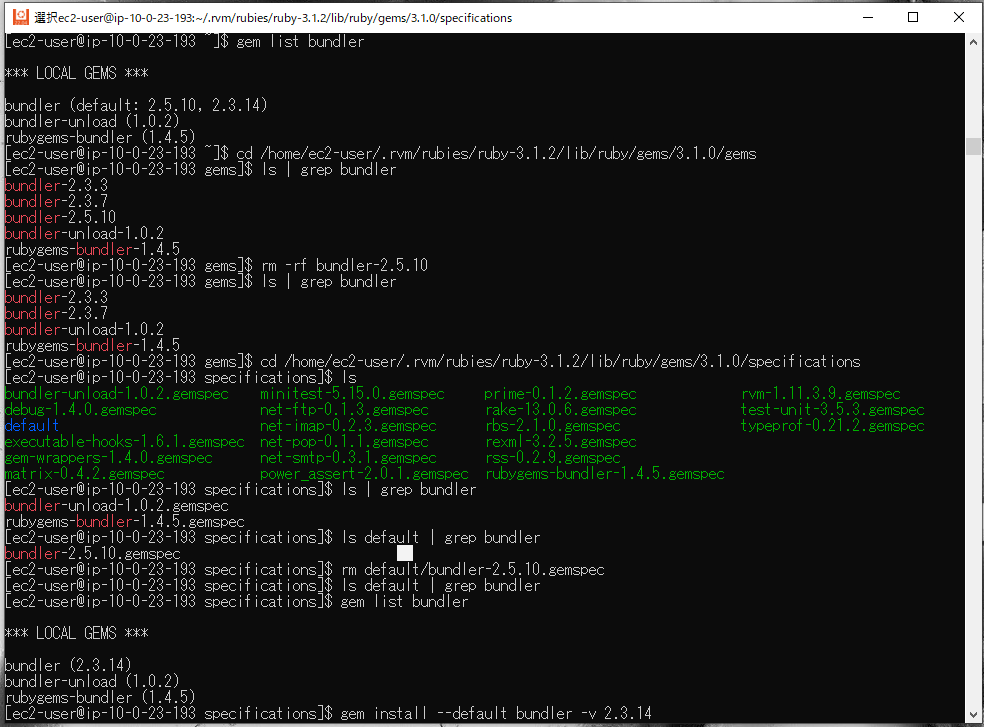 選択ec2-user@ip-10-0-23-193:~/.rvm/rubies/ruby-3.1.2/lib/ruby/gems/3.1.0/specifications
[ec2-user@ip-10-0-23-193 ~]$ gem list bundler
*** LOCAL GEMS ***
bundler (default: 2.5.10, 2.3.14)
bundler-unload (1.0.2)
rubygems-bundler (1.4.5)
[ec2-user@ip-10-0-23-193 ~]$ cd /home/ec2-user/.rvm/rubies/ruby-3.1.2/lib/ruby/gems/3.1.0/gems
[ec2-user@ip-10-0-23-193 gems]$ ls | grep bundler
bundler-2.3.3
bundler-2.3.7
bundler-2.5.10
bundler-unload-1.0.2
rubygems-bundler-1.4.5
[ec2-user@ip-10-0-23-193 gems]$ rm -rf bundler-2.5.10
[ec2-user@ip-10-0-23-193 gems]$ ls | grep bundler
bundler-2.3.3
bundler-2.3.7
bundler-unload-1.0.2
rubygems-bundler-1.4.5
[ec2-user@ip-10-0-23-193 gems]$ cd /home/ec2-user/.rvm/rubies/ruby-3.1.2/lib/ruby/gems/3.1.0/specifications
[ec2-user@ip-10-0-23-193 specifications]$ ls
bundler-unload-1.0.2.gemspec minitest-5.15.0.gemspec prime-0.1.2.gemspec rvm-1.11.3.9.gemspec
debug-1.4.0.gemspec net-ftp-0.1.3.gemspec rake-13.0.6.gemspec test-unit-3.5.3.gemspec
default net-imap-0.2.3.gemspec rbs-2.1.0.gemspec typeprof-0.21.2.gemspec
executable-hooks-1.6.1.gemspec net-pop-0.1.1.gemspec rexml-3.2.5.gemspec
gem-wrappers-1.4.0.gemspec net-smtp-0.3.1.gemspec rss-0.2.9.gemspec
matrix-0.4.2.gemspec power_assert-2.0.1.gemspec rubygems-bundler-1.4.5.gemspec
[ec2-user@ip-10-0-23-193 specifications]$ ls | grep bundler
bundler-unload-1.0.2.gemspec
rubygems-bundler-1.4.5.gemspec
[ec2-user@ip-10-0-23-193 specifications]$ ls default | grep bundler
bundler-2.5.10.gemspec
[ec2-user@ip-10-0-23-193 specifications]$ rm default/bundler-2.5.10.gemspec
[ec2-user@ip-10-0-23-193 specifications]$ ls default | grep bundler
[ec2-user@ip-10-0-23-193 specifications]$ gem list bundler
*** LOCAL GEMS ***
bundler (2.3.14)
bundler-unload (1.0.2)
rubygems-bundler (1.4.5)
[ec2-user@ip-10-0-23-193 specifications]$ gem install --default bundler -v 2.3.14